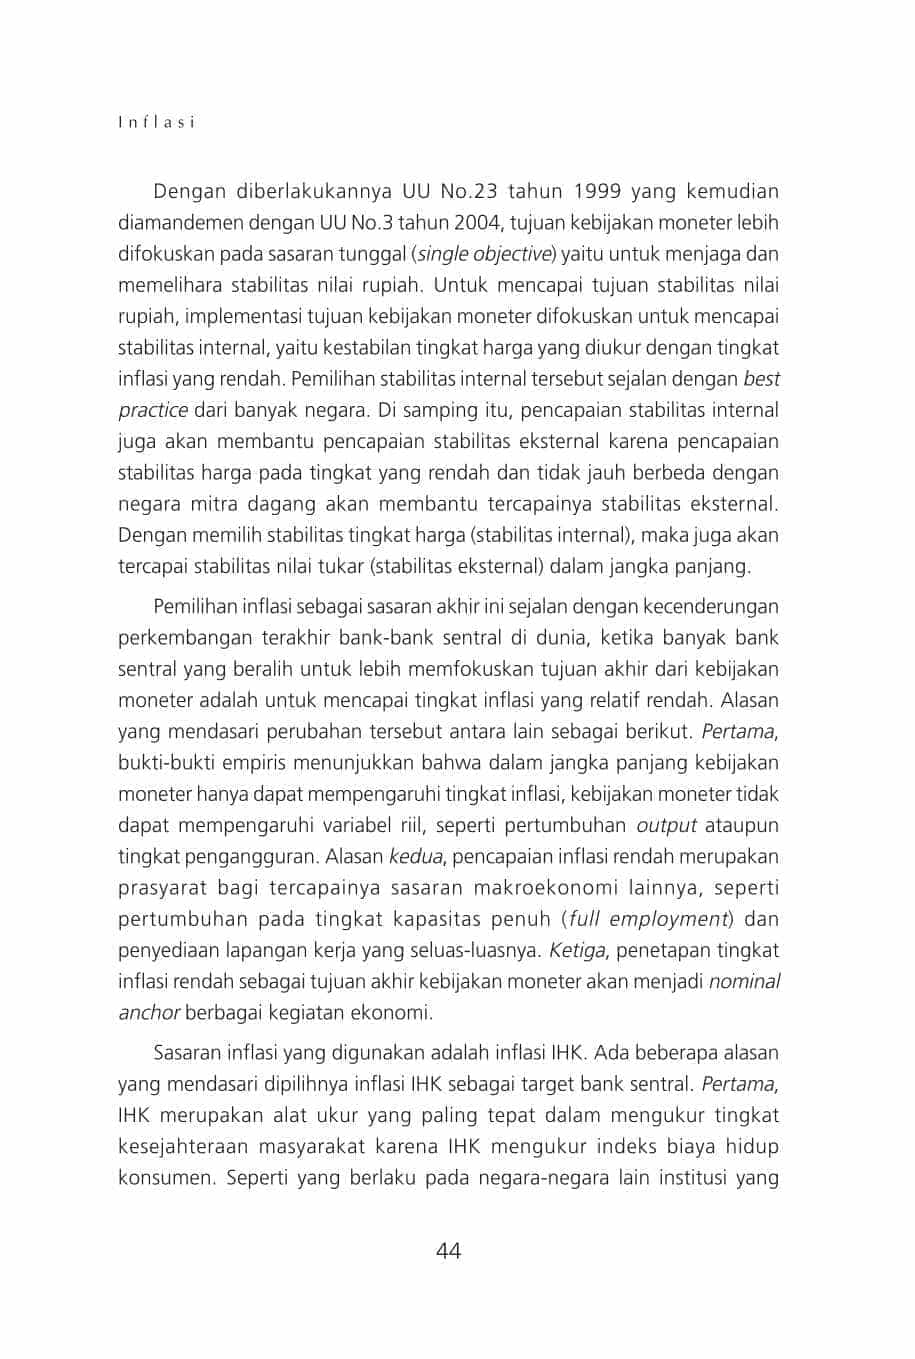 Inflasi
Dengan diberlakukannya UU No.23 tahun 1999 yang kemudian
diamandemen dengan UU No.3 tahun 2004, tujuan kebijakan moneter lebih
difokuskan pada sasaran tunggal (single objective) yaitu untuk menjaga dan
memelihara stabilitas nilai rupiah. Untuk mencapai tujuan stabilitas nilai
rupiah, implementasi tujuan kebijakan moneter difokuskan untuk mencapai
stabilitas internal, yaitu kestabilan tingkat harga yang diukur dengan tingkat
inflasi yang rendah. Pemilihan stabilitas internal tersebut sejalan dengan best
practice dari banyak negara. Di samping itu, pencapaian stabilitas internal
juga akan membantu pencapaian stabilitas eksternal karena pencapaian
stabilitas harga pada tingkat yang rendah dan tidak jauh berbeda dengan
negara mitra dagang akan membantu tercapainya stabilitas eksternal.
Dengan memilih stabilitas tingkat harga (stabilitas internal), maka juga akan
tercapai stabilitas nilai tukar (stabilitas eksternal) dalam jangka panjang.
Pemilihan inflasi sebagai sasaran akhir ini sejalan dengan kecenderungan
perkembangan terakhir bank-bank sentral di dunia, ketika banyak bank
sentral yang beralih untuk lebih memfokuskan tujuan akhir dari kebijakan
moneter adalah untuk mencapai tingkat inflasi yang relatif rendah. Alasan
yang mendasari perubahan tersebut antara lain sebagai berikut. Pertama,
bukti-bukti empiris menunjukkan bahwa dalam jangka panjang kebijakan
moneter hanya dapat mempengaruhi tingkat inflasi, kebijakan moneter tidak
dapat mempengaruhi variabel riil, seperti pertumbuhan output ataupun
tingkat pengangguran. Alasan kedua, pencapaian inflasi rendah merupakan
prasyarat bagi tercapainya sasaran makroekonomi lainnya, seperti
pertumbuhan pada tingkat kapasitas penuh (full employment) dan
penyediaan lapangan kerja yang seluas-luasnya. Ketiga, penetapan tingkat
inflasi rendah sebagai tujuan akhir kebijakan moneter akan menjadi nominal
anchor berbagai kegiatan ekonomi.
Sasaran inflasi yang digunakan adalah inflasi IHK. Ada beberapa alasan
yang mendasari dipilihnya inflasi IHK sebagai target bank sentral. Pertama,
IHK merupakan alat ukur yang paling tepat dalam mengukur tingkat
kesejahteraan masyarakat karena IHK mengukur indeks biaya hidup
konsumen. Seperti yang berlaku pada negara-negara lain institusi yang
44